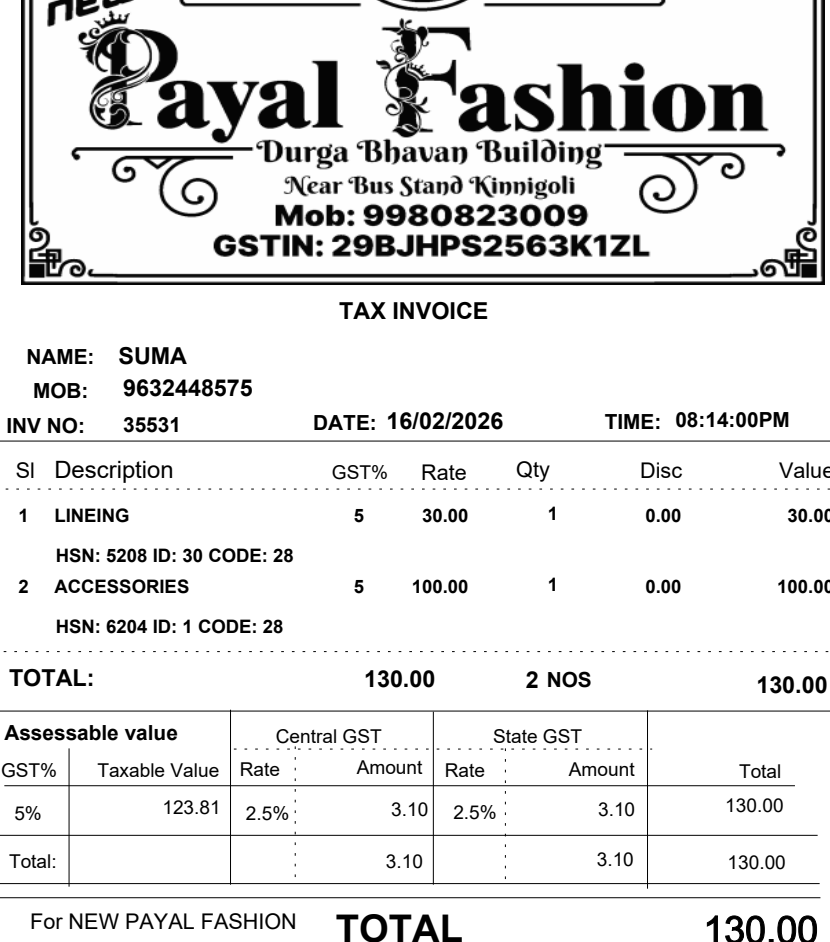 new
Payal Fashion
Durga Bhavan Building
Near Bus Stand Kinnigoli
Mob: 9980823009
GSTIN: 29BJHPS2563K1ZL
TAX INVOICE
NAME: SUMA
MOB: 9632448575
INV NO: 35531 DATE: 16/02/2026 TIME: 08:14:00PM
Sl Description GST% Rate Qty Disc Value
1 LINEING 5 30.00 1 0.00 30.00
HSN: 5208 ID: 30 CODE: 28
2 ACCESSORIES 5 100.00 1 0.00 100.00
HSN: 6204 ID: 1 CODE: 28
TOTAL: 130.00 2 NOS 130.00
Assessable value Central GST State GST
GST% Taxable Value Rate Amount Rate Amount Total
5% 123.81 2.5% 3.10 2.5% 3.10 130.00
Total: 3.10 3.10 130.00
For NEW PAYAL FASHION TOTAL 130.00